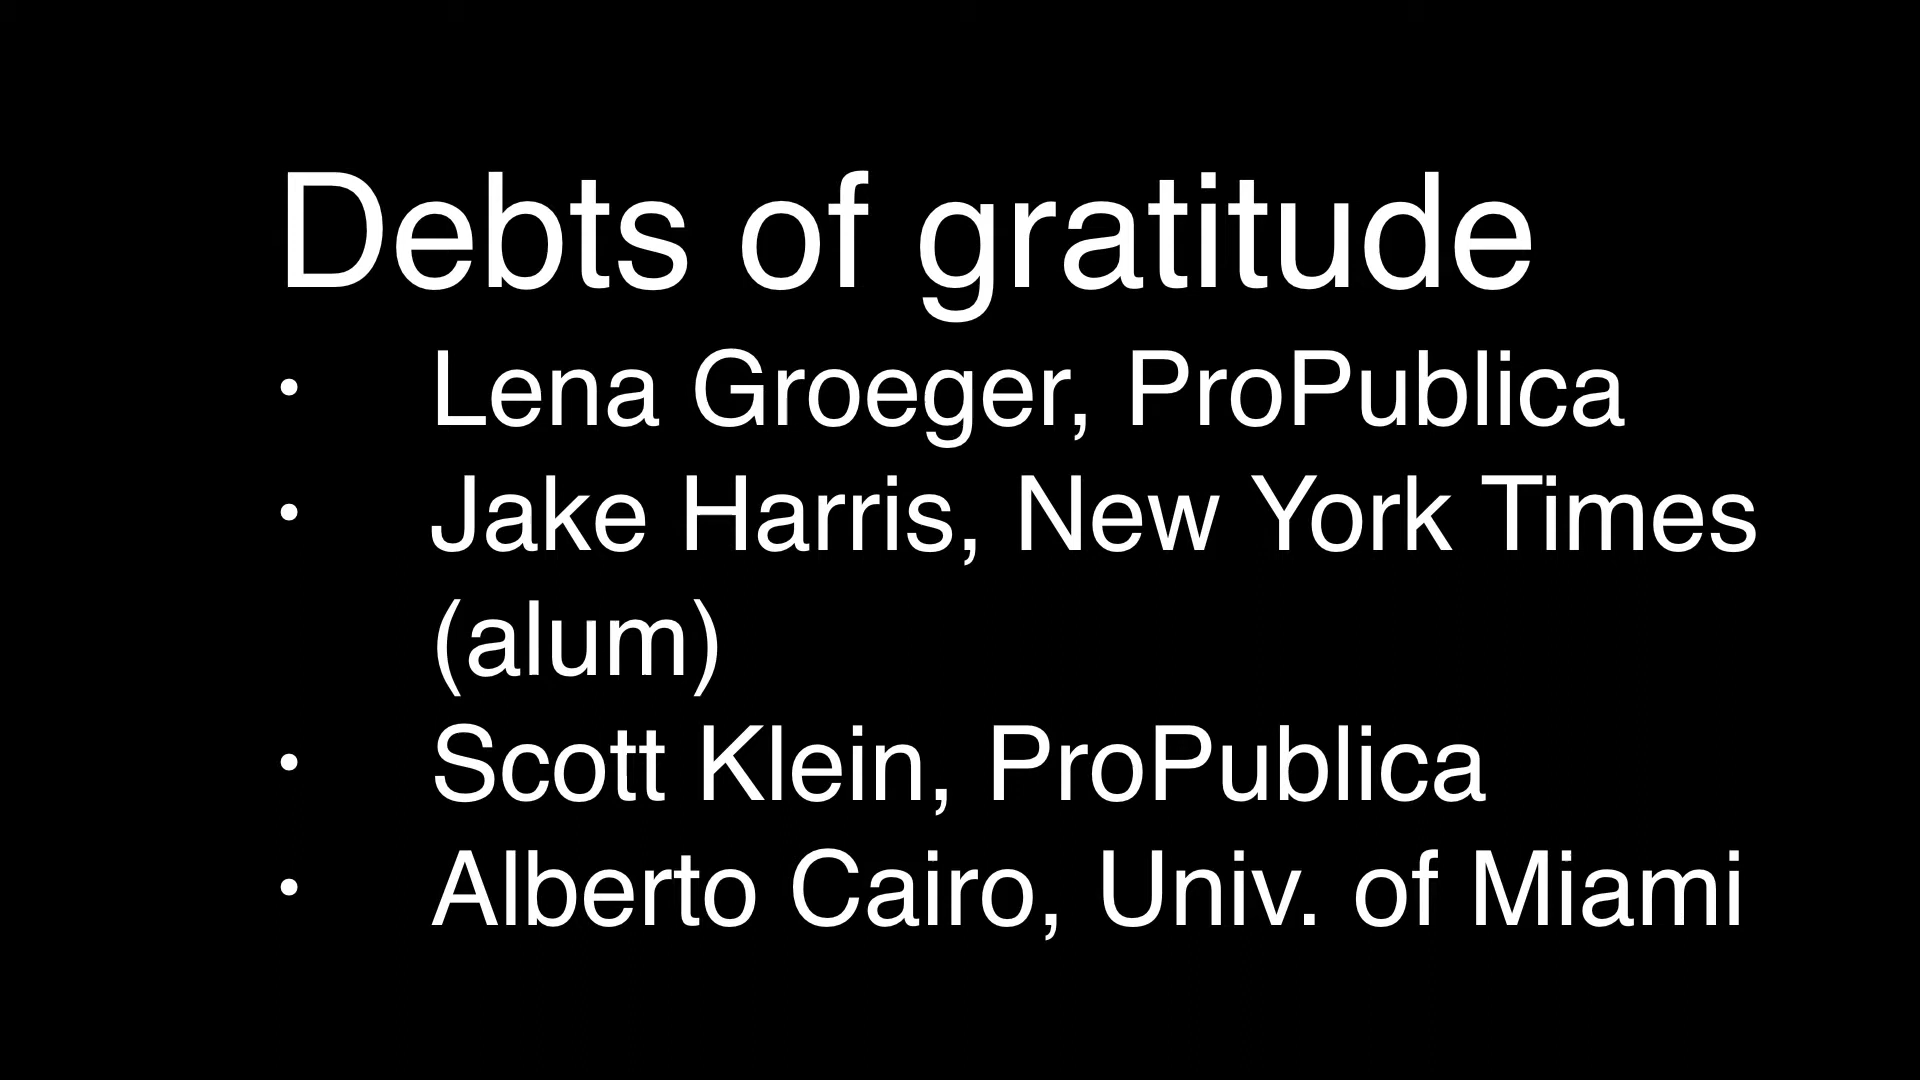 Debts of gratitude
• Lena Groeger, ProPublica
• Jake Harris, New York Times
(alum)
• Scott Klein, ProPublica
• Alberto Cairo, Univ. of Miami